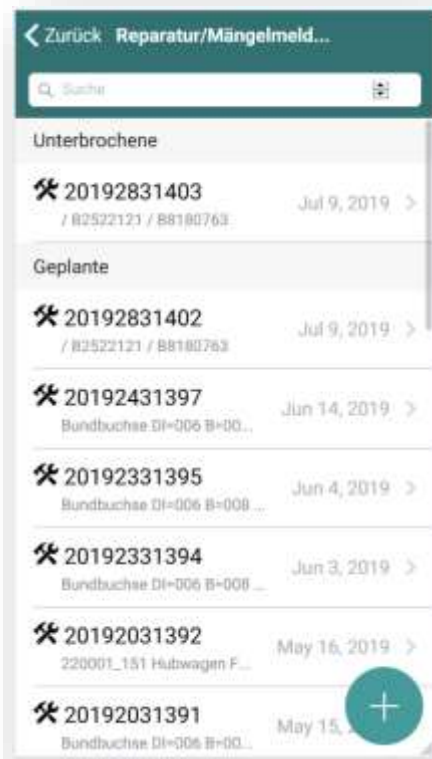 Zurück Reparatur/Mängelmeld...
Suche
Unterbrochene
20192831403 Jul 9, 2019
/ B2522121 / B8180763
Geplante
20192831402 Jul 9, 2019
/ B2522121 / B8180763
20192431397 Jun 14, 2019
Bundbuchse DI=006 B=00...
20192331395 Jun 4, 2019
Bundbuchse DI=006 B=008 ...
20192331394 Jun 3, 2019
Bundbuchse DI=006 B=008 ...
20192031392 May 16, 2019
220001_151 Hubwagen F...
20192031391 May 15,
Bundbuchse DI=006 B=00...